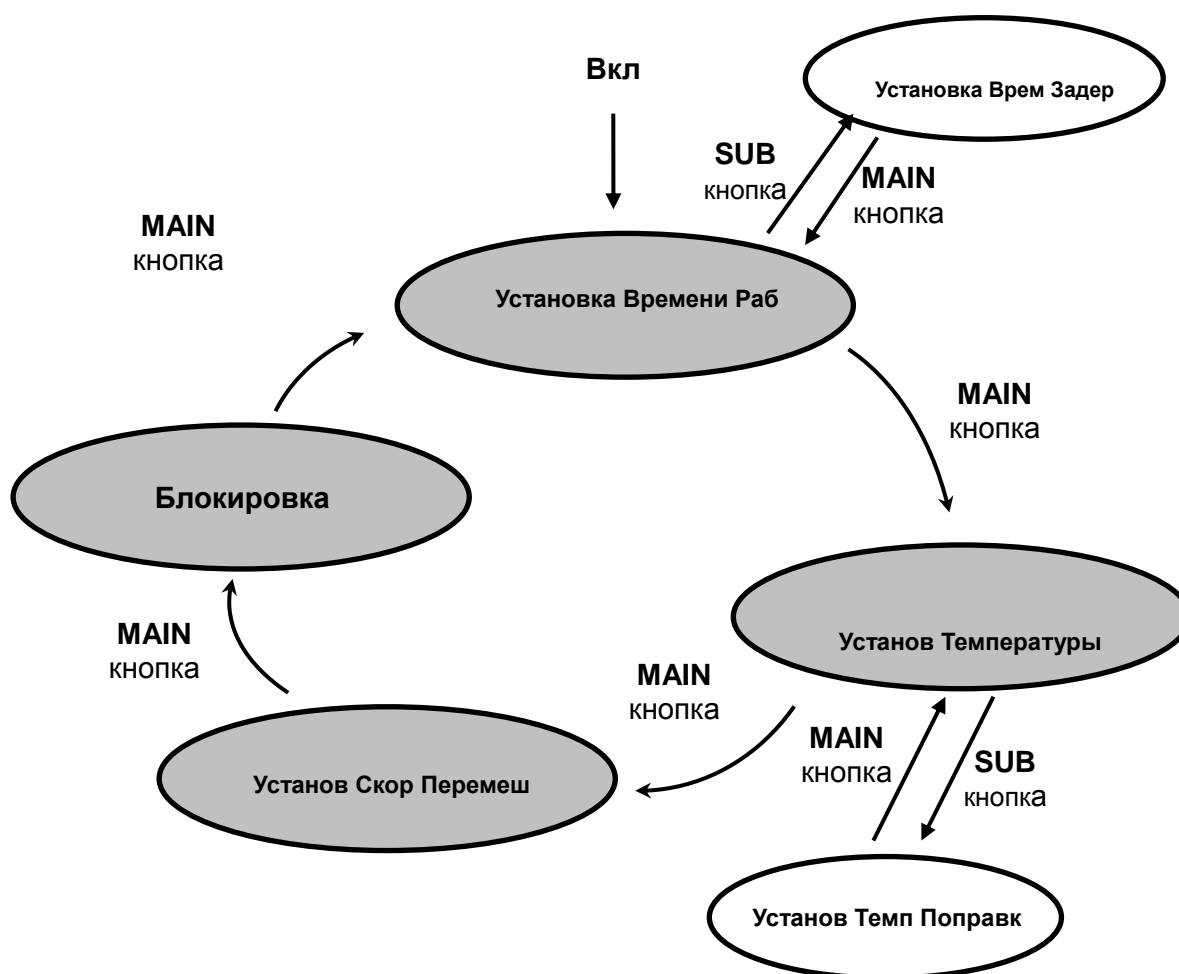 Вкл
Установка Врем Задер
SUB
кнопка
MAIN
кнопка
MAIN
кнопка
Установка Времени Раб
MAIN
кнопка
Блокировка
Установ Температуры
MAIN
кнопка
MAIN
кнопка
MAIN
кнопка
SUB
кнопка
Установ Скор Перемеш
Установ Темп Поправк